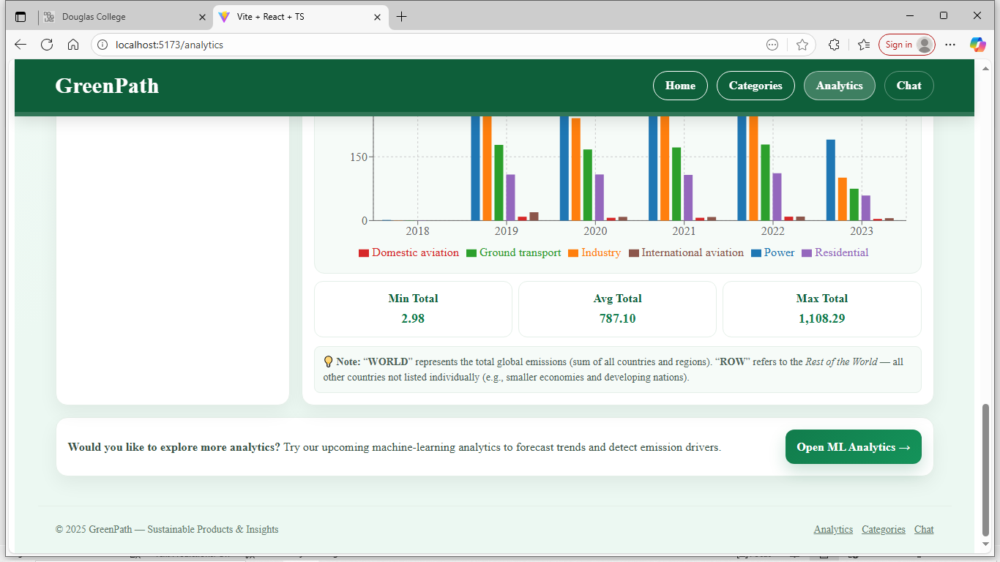 Douglas College
Vite + React + TS
localhost:5173/analytics
Sign in
GreenPath
Home
Categories
Analytics
Chat
150
0
2018 2019 2020 2021 2022 2023
Domestic aviation Ground transport Industry International aviation Power Residential
Min Total
2.98
Avg Total
787.10
Max Total
1,108.29
Note: “WORLD” represents the total global emissions (sum of all countries and regions). “ROW” refers to the Rest of the World — all
other countries not listed individually (e.g., smaller economies and developing nations).
Would you like to explore more analytics? Try our upcoming machine-learning analytics to forecast trends and detect emission drivers.
Open ML Analytics →
© 2025 GreenPath — Sustainable Products & Insights
Analytics Categories Chat